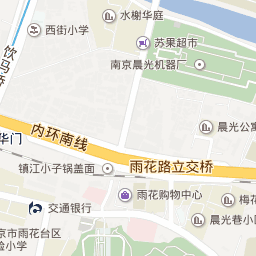 水榭华庭
西街小学
苏果超市
饮马桥
南京晨光机器厂
晨光公寓
内环南线
华门
雨花路立交桥
镇江小子锅盖面
雨花购物中心
梅花
交通银行
晨光巷小区
京市雨花台区
验小学